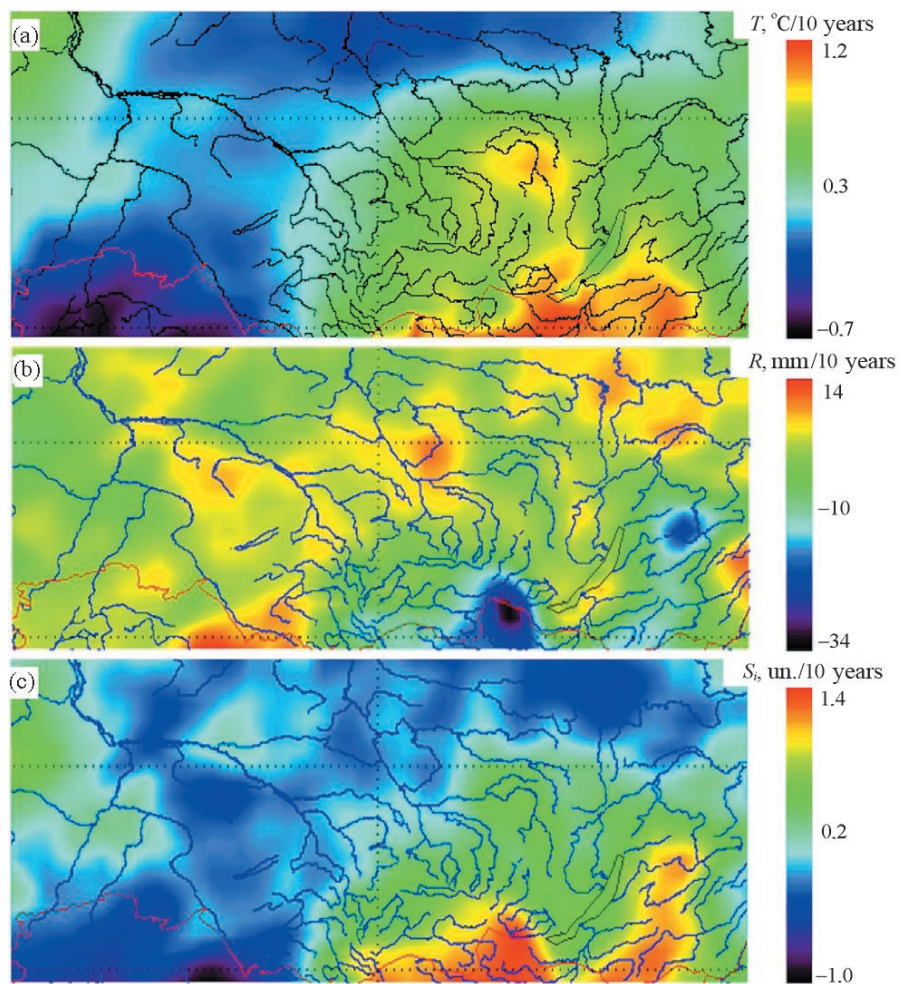 (a)
T, °C/10 years
1.2
0.3
–0.7
(b)
R, mm/10 years
14
–10
–34
(c)
Si, un./10 years
1.4
0.2
–1.0